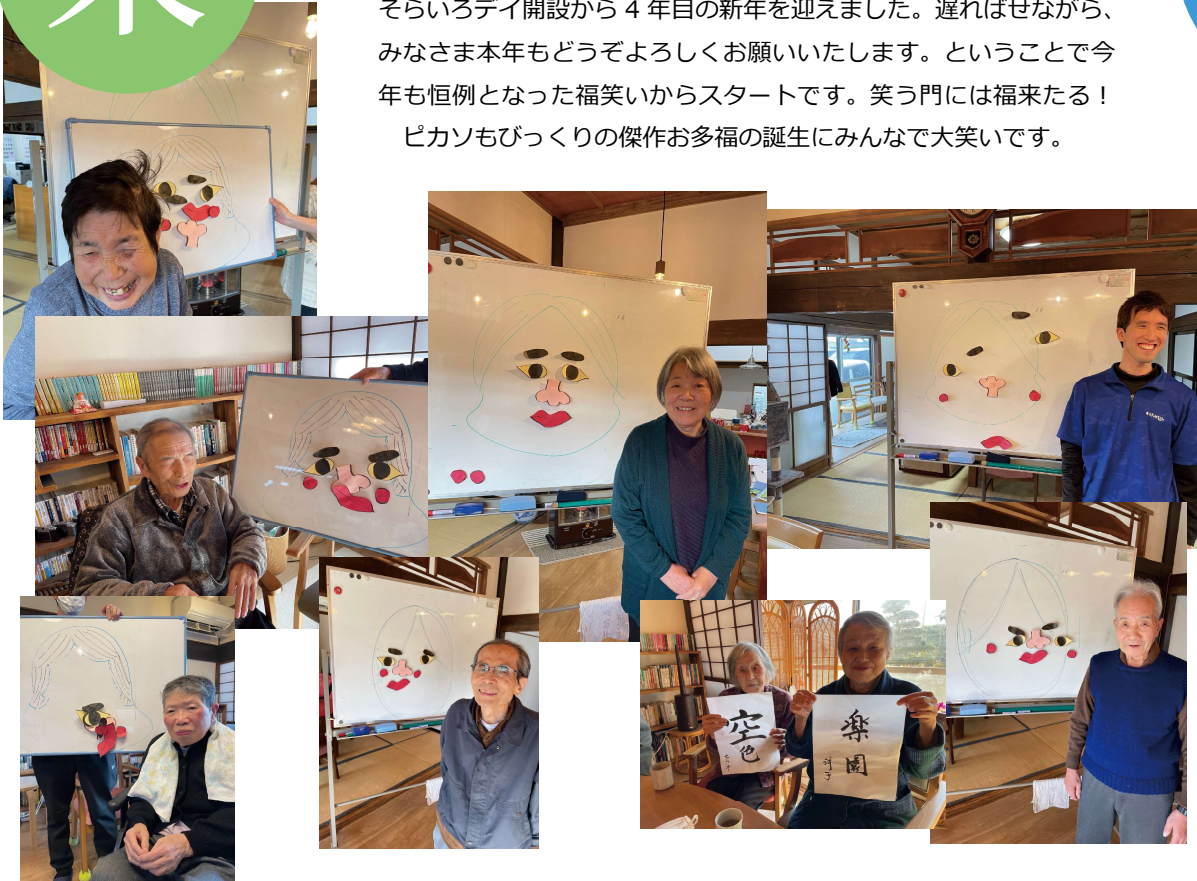 そらいろデイ開設から 4 年目の新年を迎えました。遅ればせながら、
みなさま本年もどうぞよろしくお願いいたします。ということで今
年も恒例となった福笑いからスタートです。笑う門には福来たる！
ピカソもびっくりの傑作お多福の誕生にみんなで大笑いです。
空色
楽園